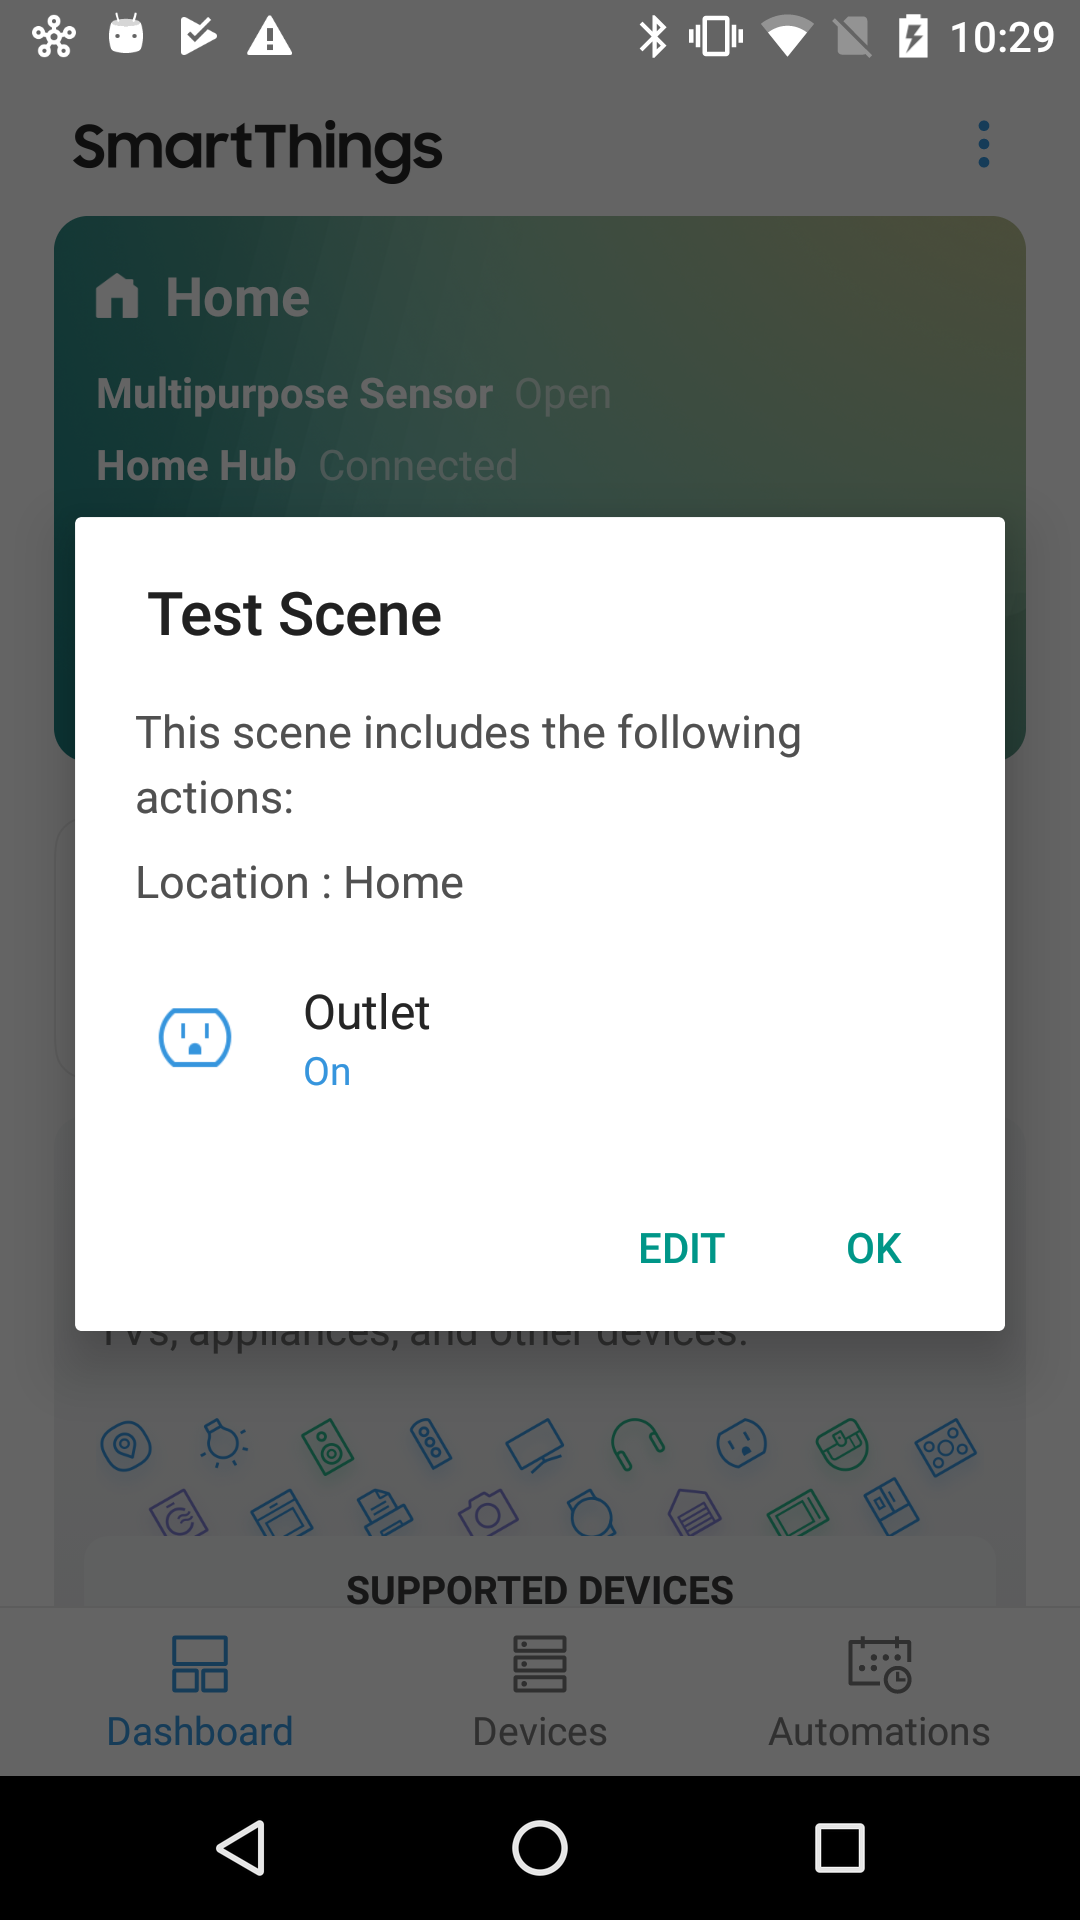 10:29
SmartThings
Home
Multipurpose Sensor Open
Home Hub Connected
Test Scene
This scene includes the following
actions:
Location : Home
Outlet
On
EDIT OK
TVs, appliances, and other devices.
SUPPORTED DEVICES
Dashboard Devices Automations